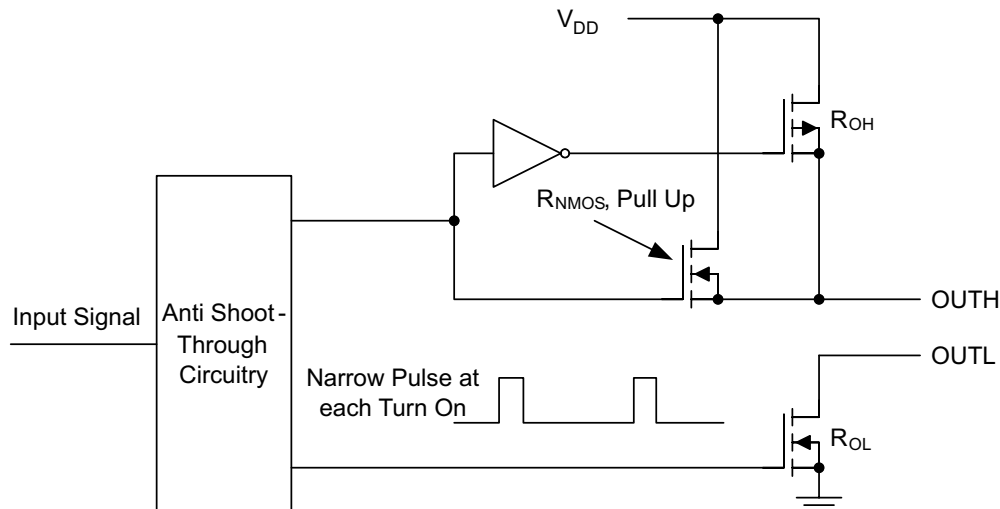 VDD
ROH
RNMOS, Pull Up
OUTH
Input Signal
Anti Shoot-
Through
Circuitry
OUTL
Narrow Pulse at
each Turn On
ROL